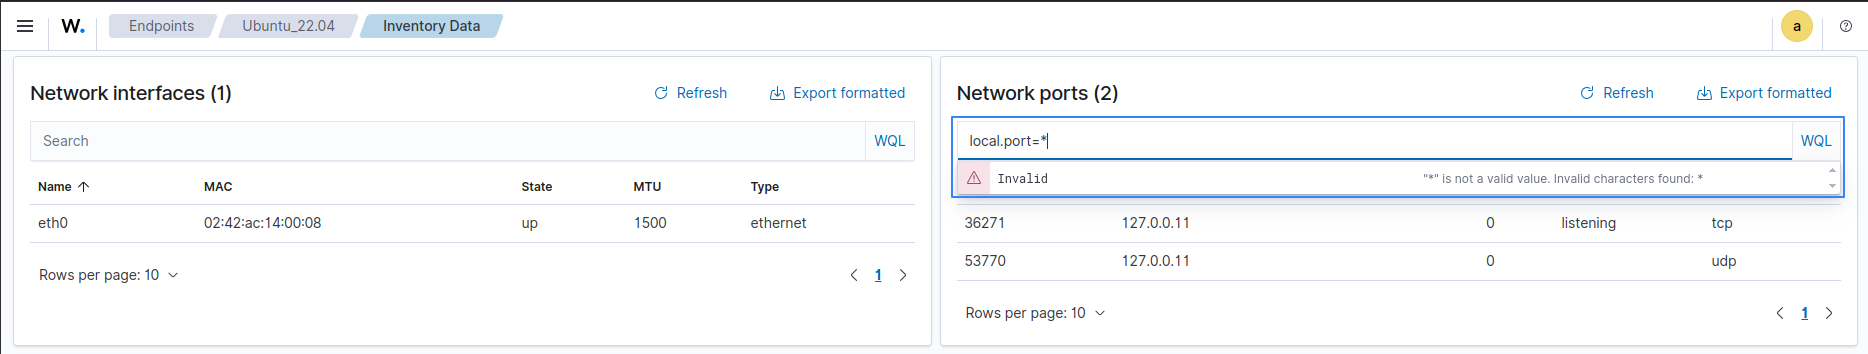 W. Endpoints Ubuntu_22.04 Inventory Data a ?
Network interfaces (1) Refresh Export formatted
Search WQL
Name MAC State MTU Type
eth0 02:42:ac:14:00:08 up 1500 ethernet
Rows per page: 10 1
Network ports (2) Refresh Export formatted
local.port=* WQL
Invalid "*" is not a valid value. Invalid characters found: *
36271 127.0.0.11 0 listening tcp
53770 127.0.0.11 0 udp
Rows per page: 10 1